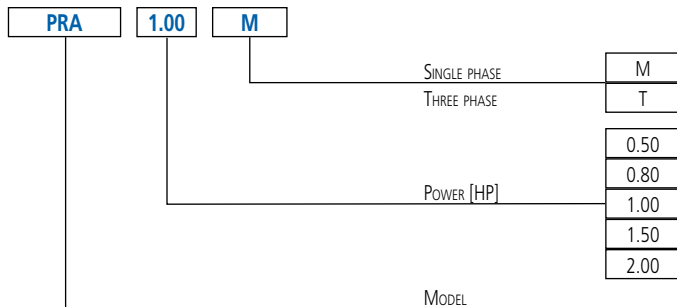 PRA 1.00 M
SINGLE PHASE M
THREE PHASE T
0.50
0.80
POWER [HP] 1.00
1.50
2.00
MODEL